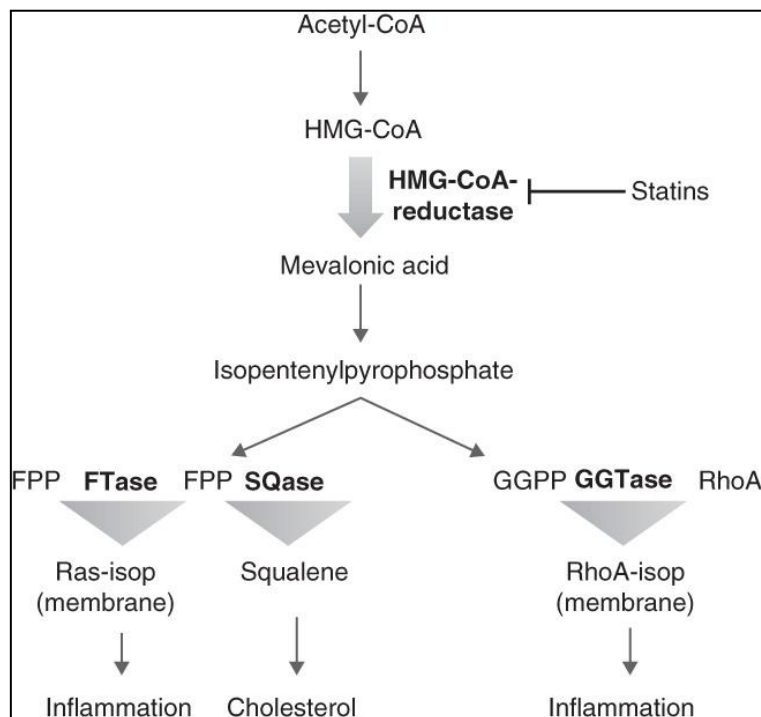 Acetyl-CoA
HMG-CoA
HMG-CoA-
reductase
Statins
Mevalonic acid
Isopentenylpyrophosphate
FPP FTase FPP SQase GGPP GGTase RhoA
Ras-isop
(membrane)
Squalene
RhoA-isop
(membrane)
Inflammation Cholesterol Inflammation